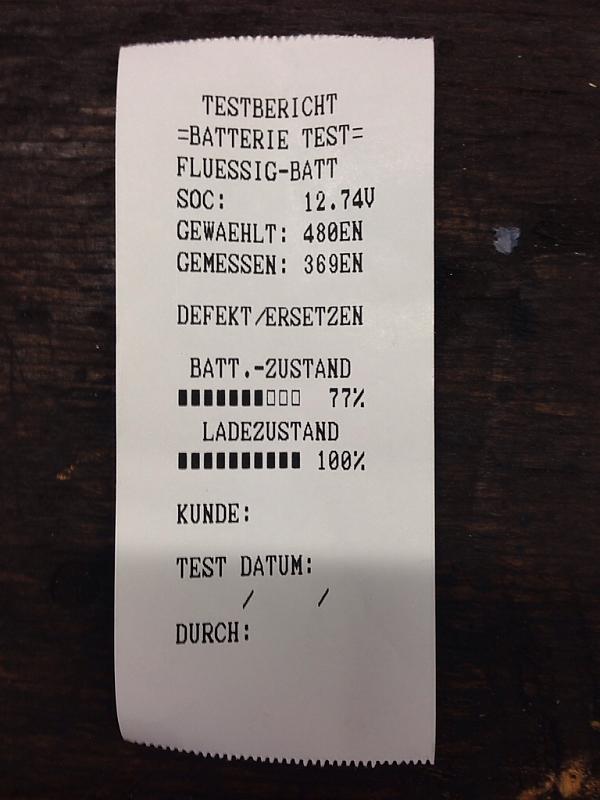 TESTBERICHT
=BATTERIE TEST=
FLUESSIG-BATT
SOC: 12.74V
GEWAEHLT: 480EN
GEMESSEN: 369EN
DEFEKT/ERSETZEN
BATT.-ZUSTAND
77%
LADEZUSTAND
100%
KUNDE:
TEST DATUM:
/ /
DURCH: